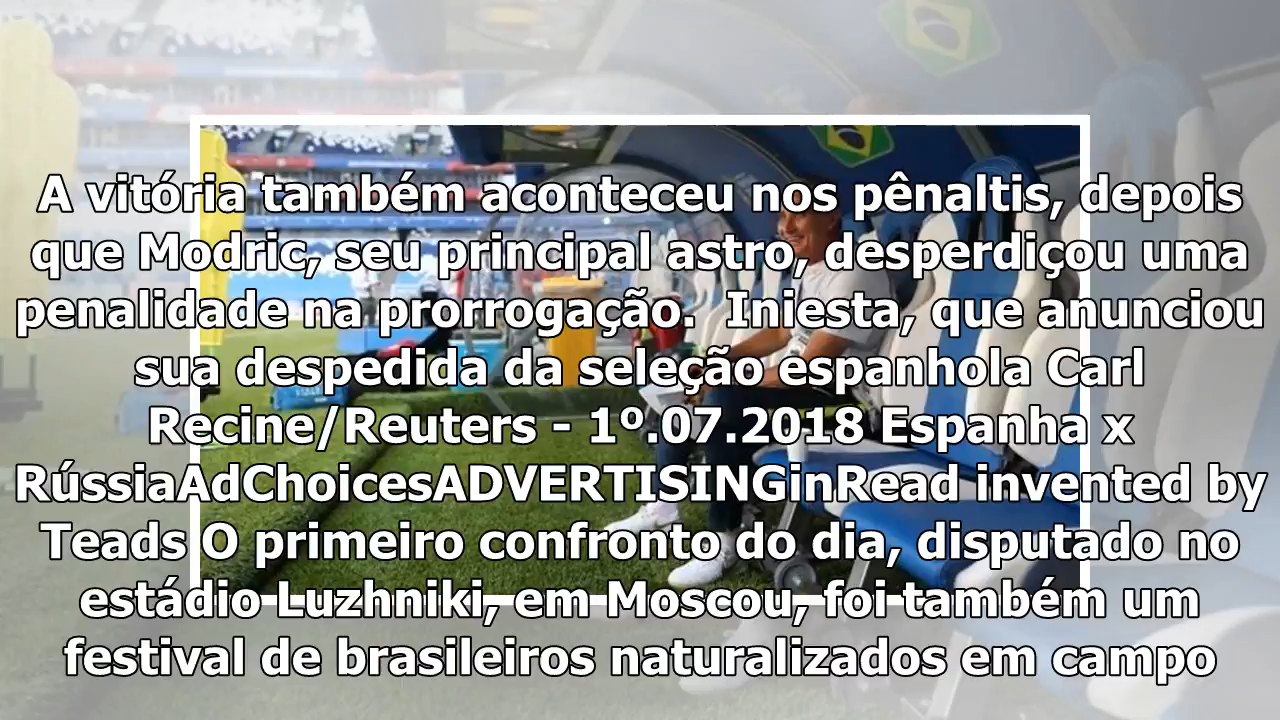 A vitória também aconteceu nos pênaltis, depois
que Modric, seu principal astro, desperdiçou uma
penalidade na prorrogação.  Iniesta, que anunciou
sua despedida da seleção espanhola Carl
Recine/Reuters - 1º.07.2018 Espanha x
RússiaAdChoicesADVERTISINGinRead invented by
Teads O primeiro confronto do dia, disputado no
estádio Luzhniki, em Moscou, foi também um
festival de brasileiros naturalizados em campo